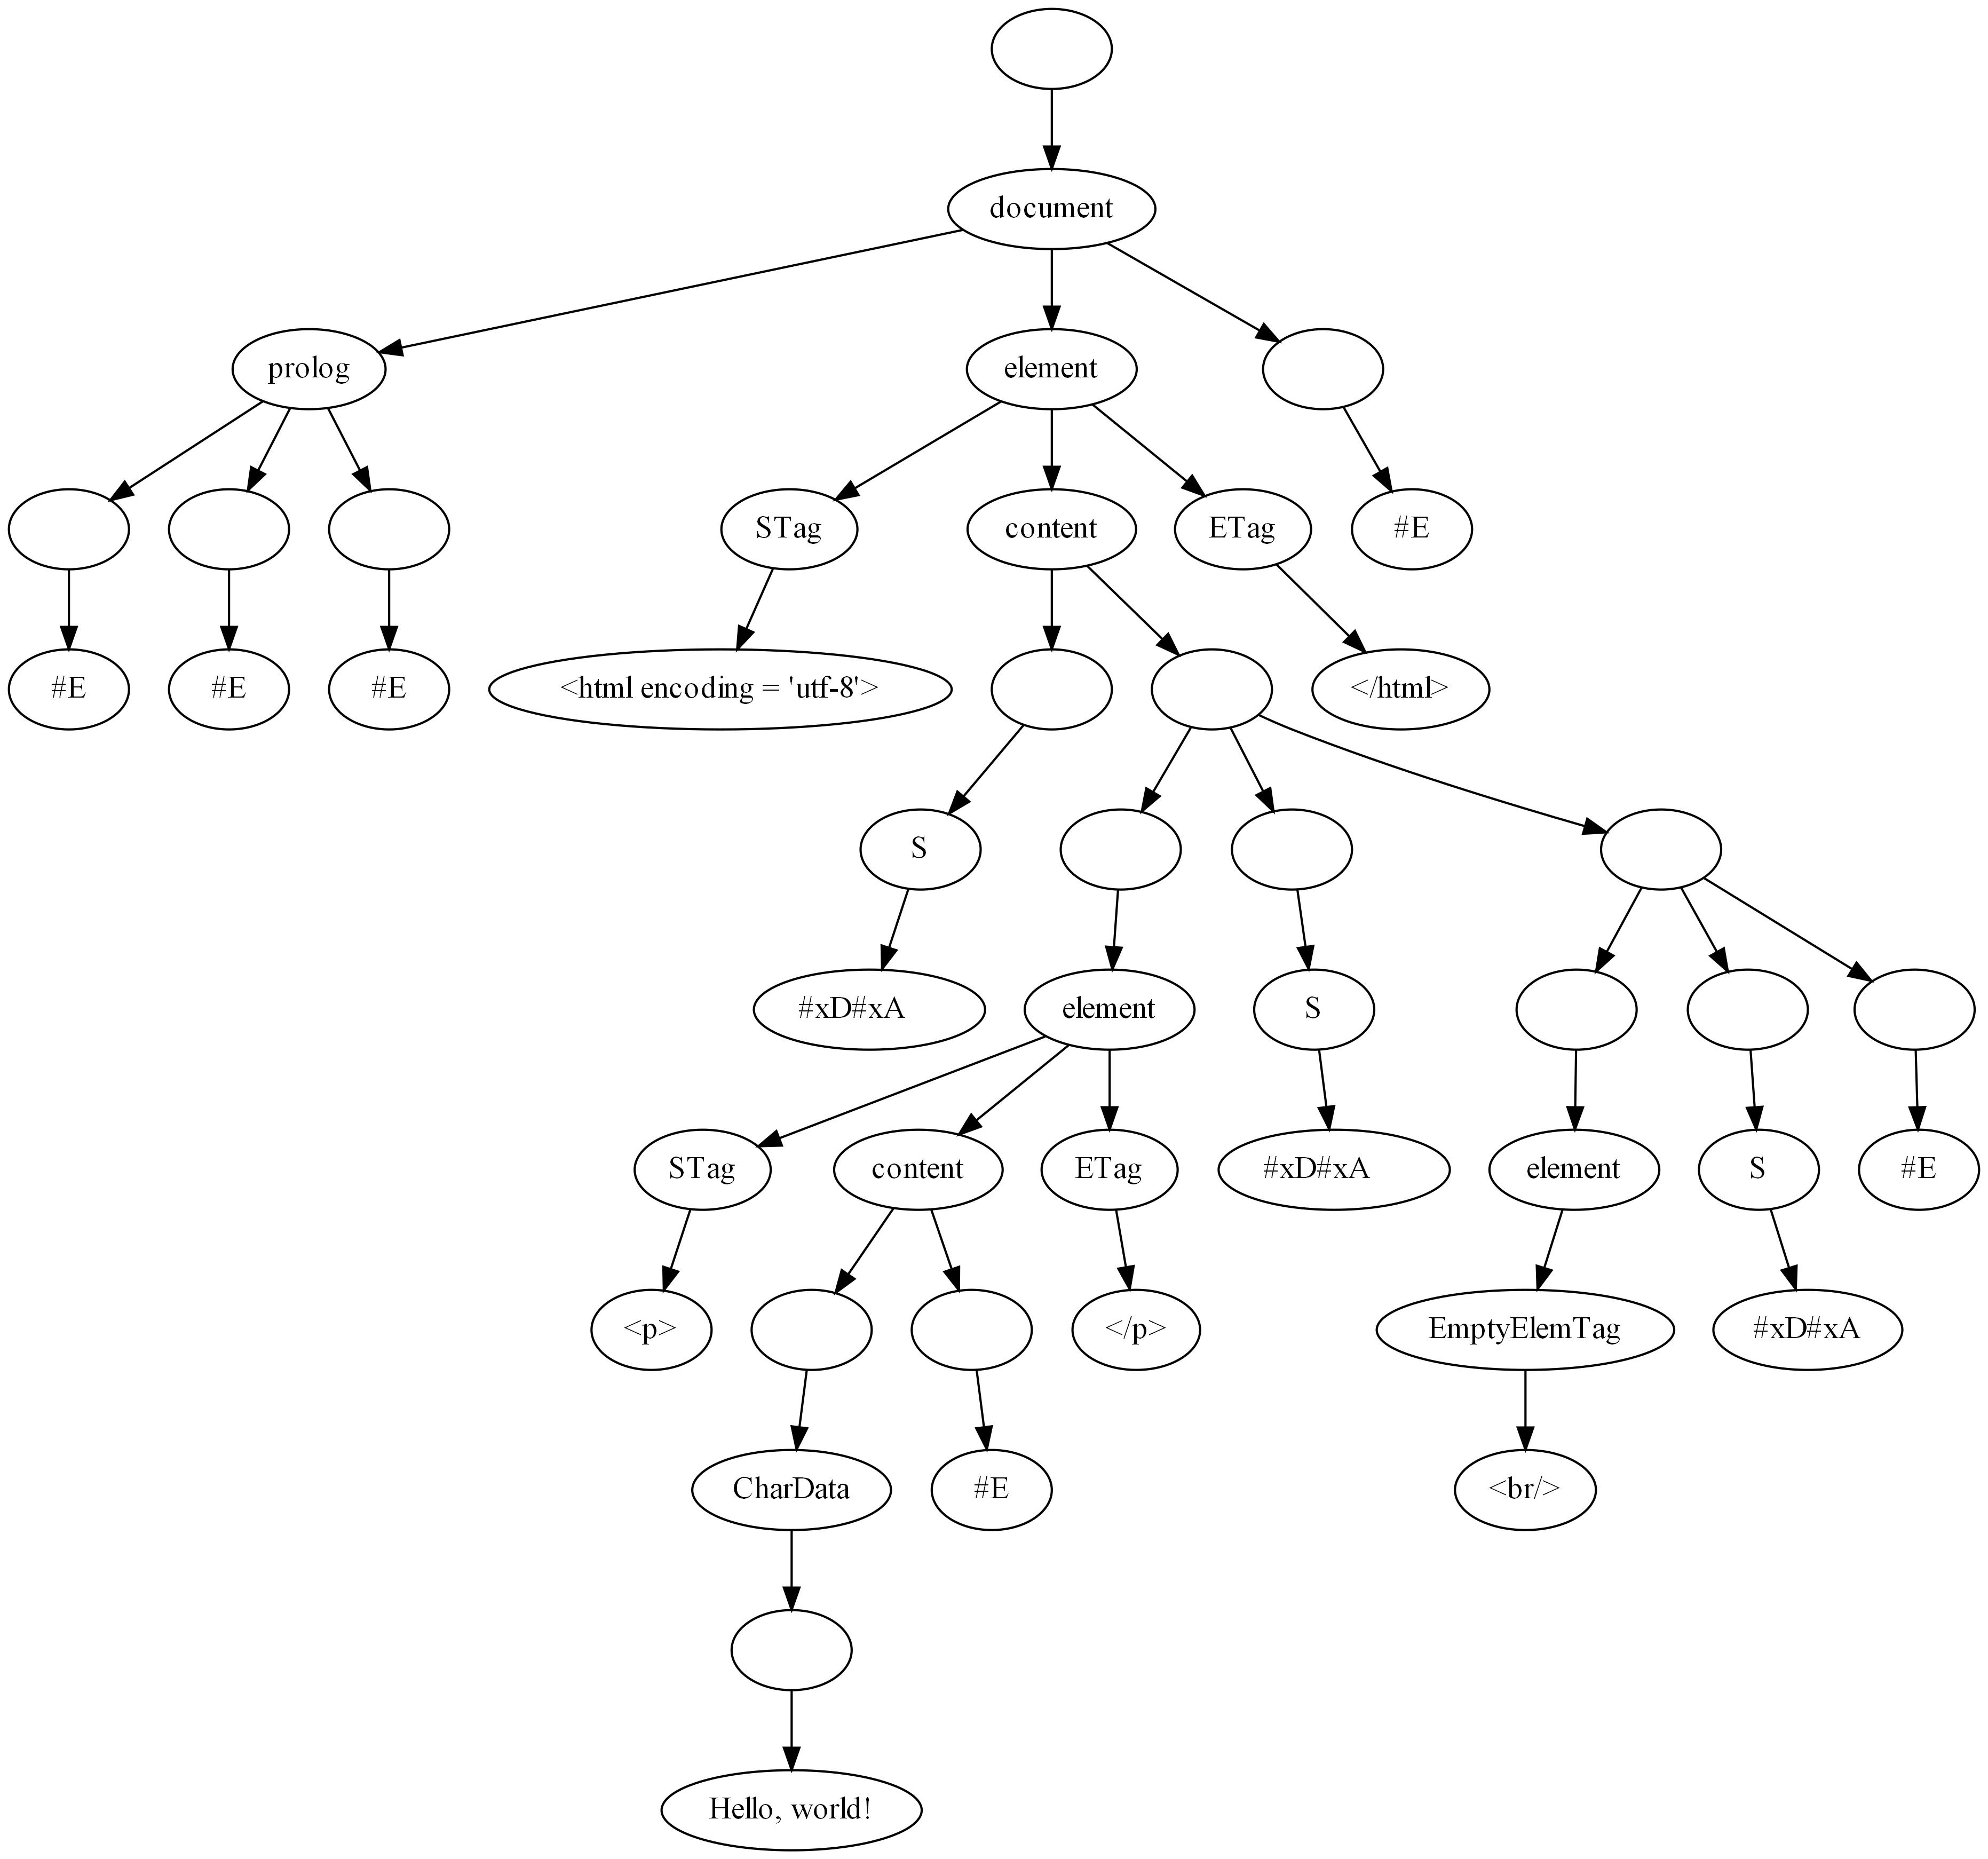 document
prolog
element
STag
content
ETag
#E
#E
#E
#E
<html encoding = 'utf-8'>
</html>
S
#xD#xA
element
S
STag
content
ETag
#xD#xA
element
S
#E
<p>
</p>
EmptyElemTag
#xD#xA
CharData
#E
<br/>
Hello, world!